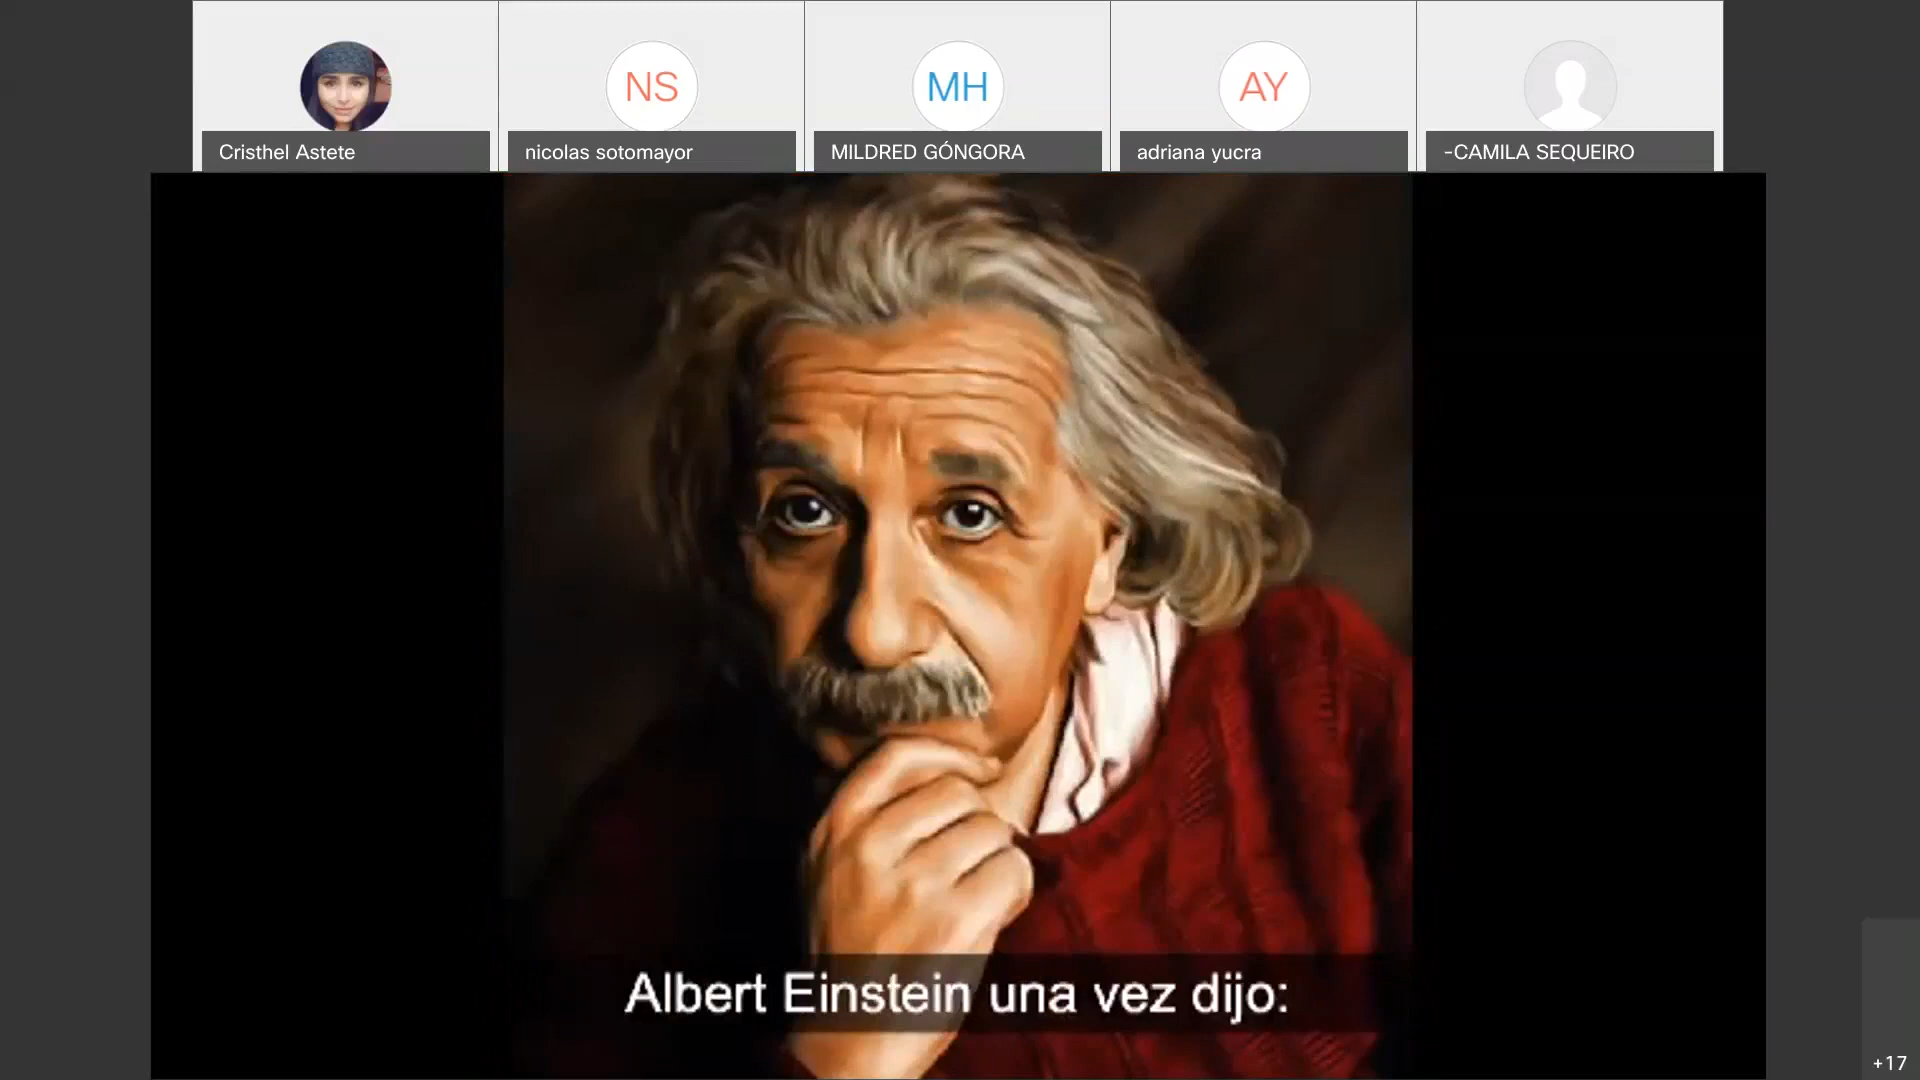 Cristhel Astete
NS
nicolas sotomayor
MH
MILDRED GÓNGORA
AY
adriana yucra
-CAMILA SEQUEIRO
Albert Einstein una vez dijo:
+17